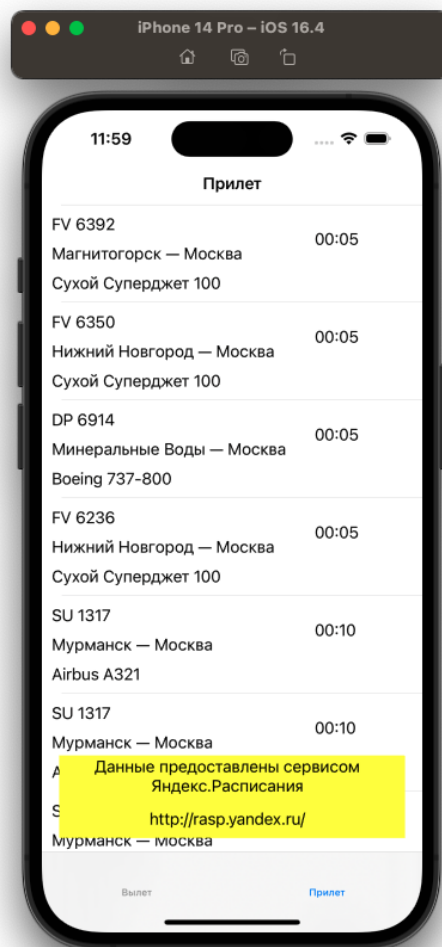 iPhone 14 Pro – iOS 16.4
11:59
Прилет
FV 6392
00:05
Магнитогорск — Москва
Сухой Суперджет 100
FV 6350
00:05
Нижний Новгород — Москва
Сухой Суперджет 100
DP 6914
00:05
Минеральные Воды — Москва
Boeing 737-800
FV 6236
00:05
Нижний Новгород — Москва
Сухой Суперджет 100
SU 1317
00:10
Мурманск — Москва
Airbus A321
SU 1317
00:10
Мурманск — Москва
Данные предоставлены сервисом
Яндекс.Расписания
http://rasp.yandex.ru/
Мурманск — Москва
Вылет
Прилет